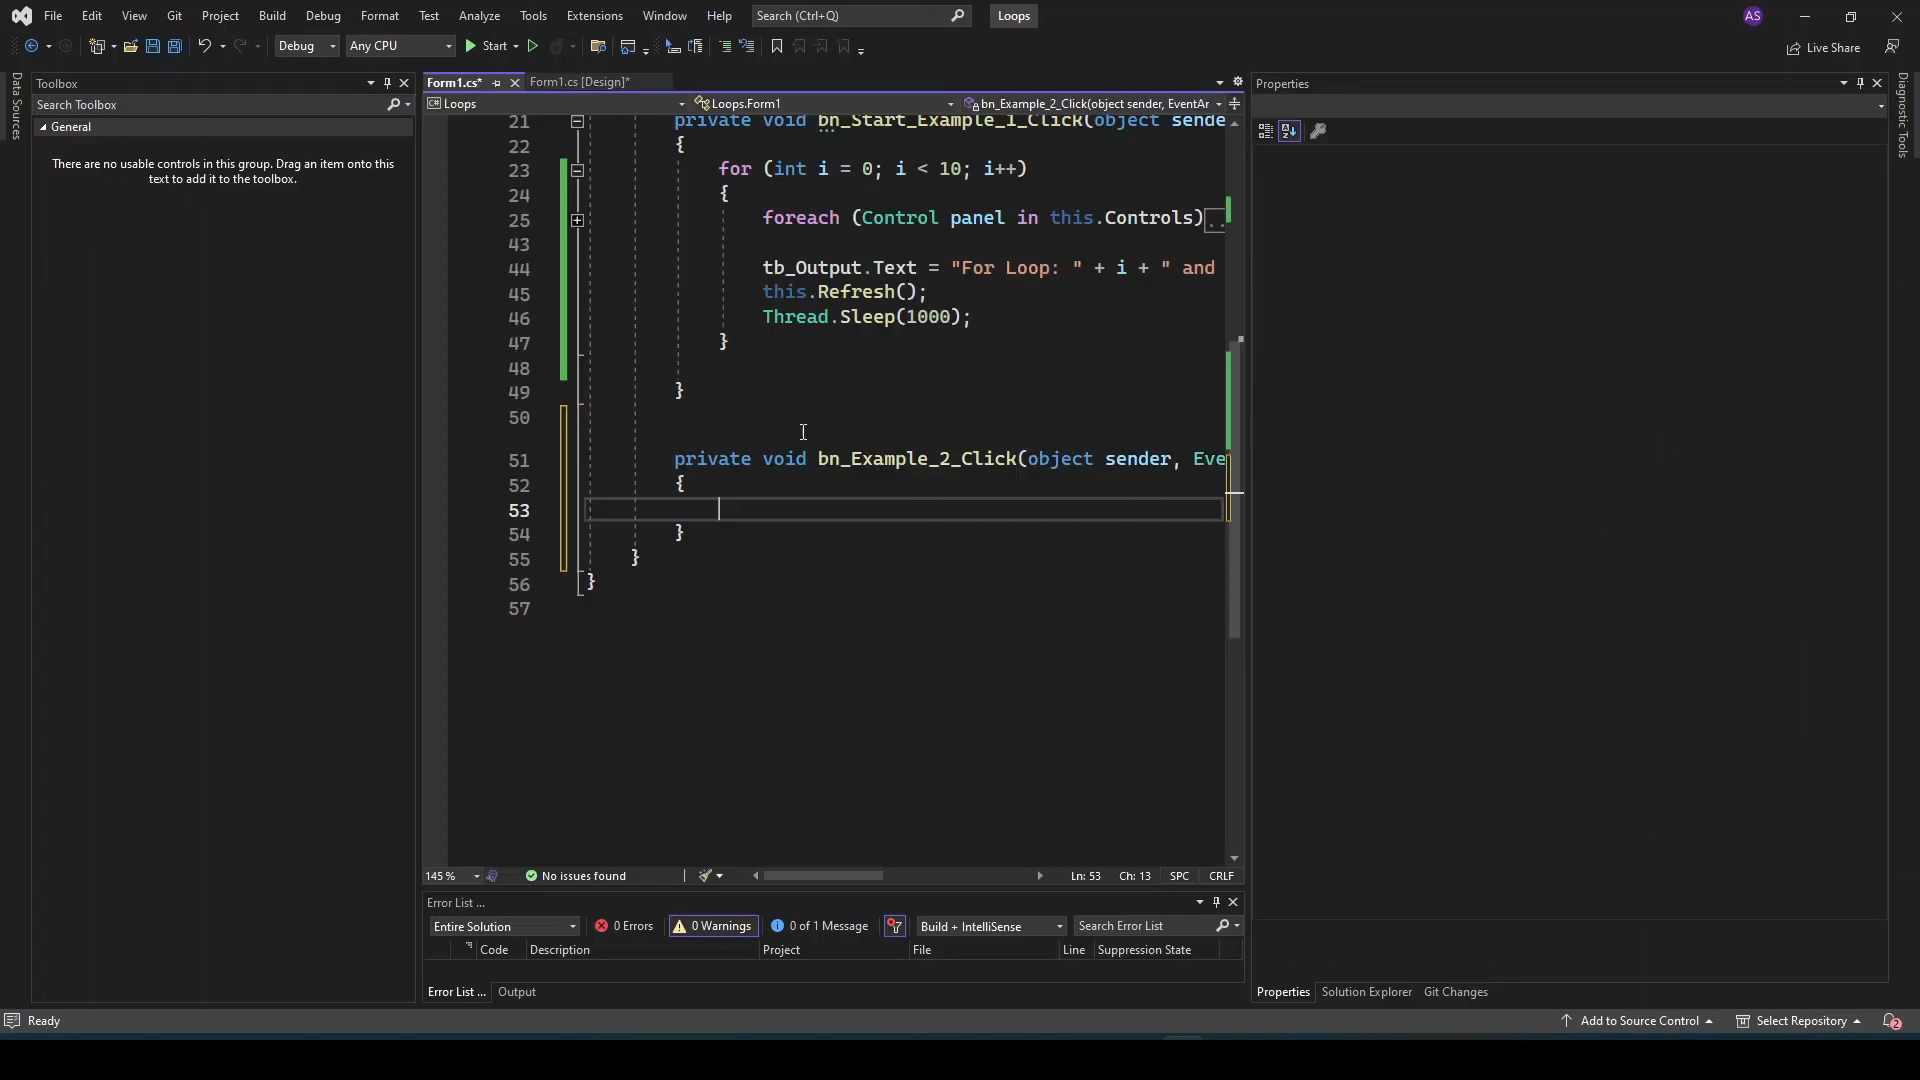 File Edit View Git Project Build Debug Format Test Analyze Tools Extensions Window Help Search (Ctrl+Q) Loops AS
Debug Any CPU Start Live Share
Data Sources
Toolbox
Search Toolbox
General
There are no usable controls in this group. Drag an item onto this
text to add it to the toolbox.
Form1.cs* Form1.cs [Design]*
Loops Loops.Form1 bn_Example_2_Click(object sender, EventAr
21 private void bn_Start_Example_1_Click(object sende
22 {
23 for (int i = 0; i < 10; i++)
24 {
25 foreach (Control panel in this.Controls)..
43
44 tb_Output.Text = "For Loop: " + i + " and
45 this.Refresh();
46 Thread.Sleep(1000);
47 }
48
49 }
50
51 private void bn_Example_2_Click(object sender, Eve
52 {
53
54 }
55 }
56 }
57
145 % No issues found Ln: 53 Ch: 13 SPC CRLF
Error List ...
Entire Solution 0 Errors 0 Warnings 0 of 1 Message Build + IntelliSense Search Error List
Code Description Project File Line Suppression State
Error List ... Output
Properties
Diagnostic Tools
Properties Solution Explorer Git Changes
Ready Add to Source Control Select Repository 2